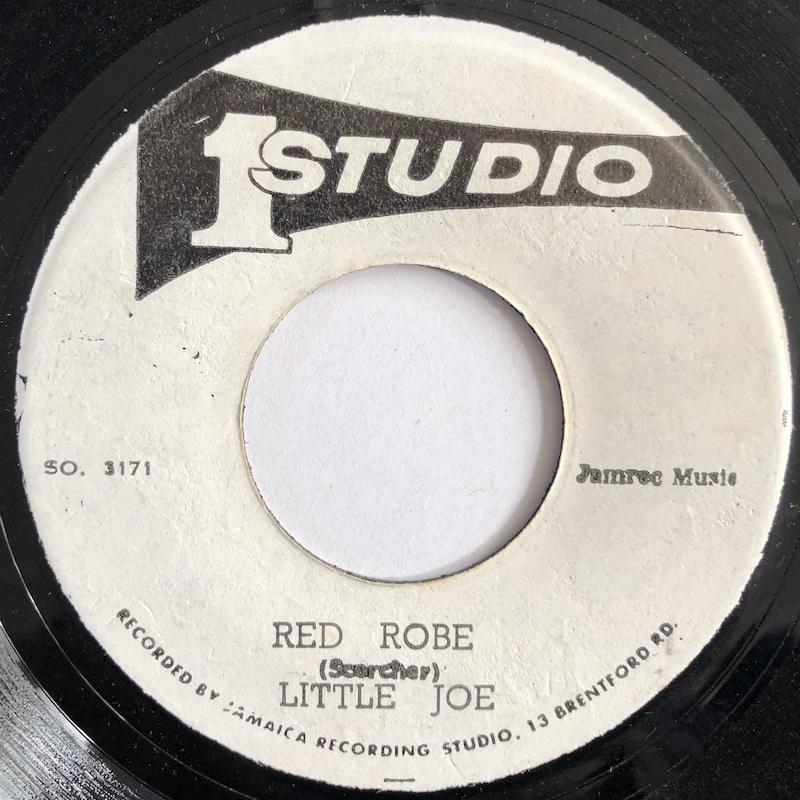 1 STUDIO
SO. 3171
Jamrec Music
RED ROBE
(Scorcher)
LITTLE JOE
RECORDED BY JAMAICA RECORDING STUDIO. 13 BRENTFORD RD.